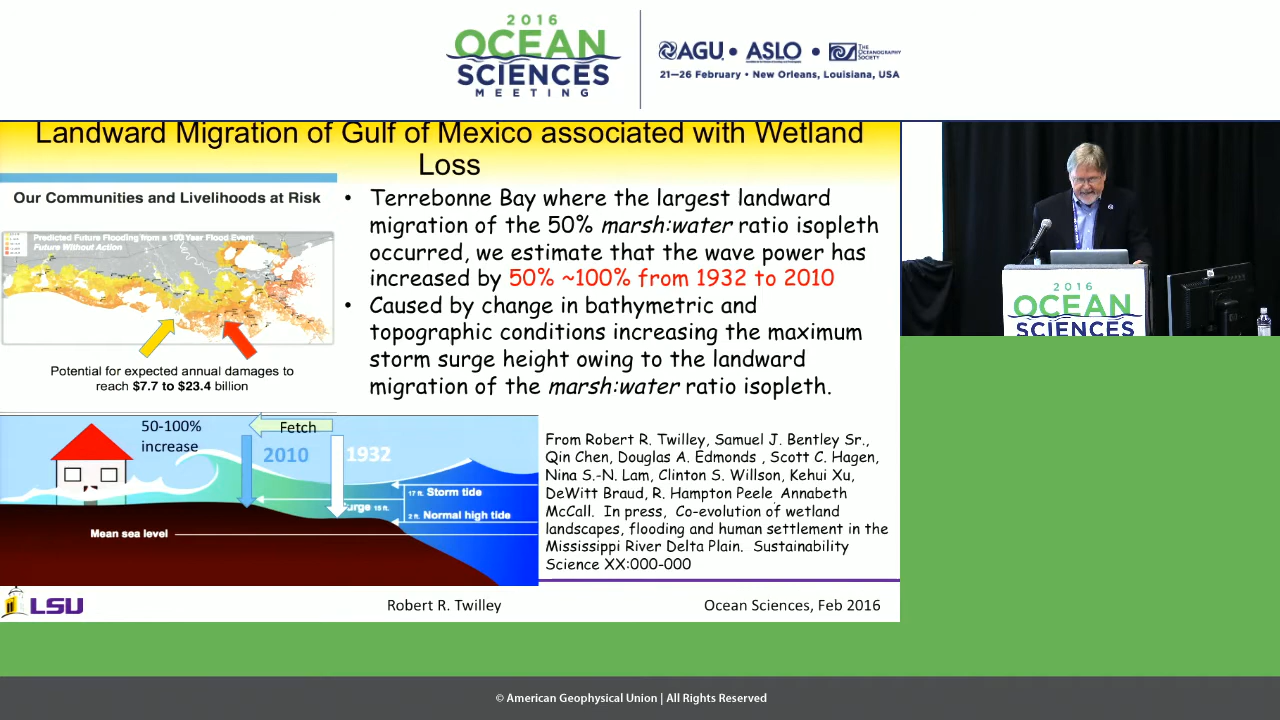 2016
OCEAN
SCIENCES
MEETING
AGU • ASLO • THE OCEANOGRAPHY SOCIETY
21—26 February • New Orleans, Louisiana, USA
Landward Migration of Gulf of Mexico associated with Wetland
Loss
Our Communities and Livelihoods at Risk
Predicted Future Flooding from a 100 Year Flood Event
Future Without Action
Potential for expected annual damages to
reach $7.7 to $23.4 billion
• Terrebonne Bay where the largest landward
migration of the 50% marsh:water ratio isopleth
occurred, we estimate that the wave power has
increased by 50% ~100% from 1932 to 2010
• Caused by change in bathymetric and
topographic conditions increasing the maximum
storm surge height owing to the landward
migration of the marsh:water ratio isopleth.
50-100%
increase
Fetch
2010
1932
17 ft. Storm tide
urge 15 ft.
2 ft. Normal high tide
Mean sea level
From Robert R. Twilley, Samuel J. Bentley Sr.,
Qin Chen, Douglas A. Edmonds , Scott C. Hagen,
Nina S.-N. Lam, Clinton S. Willson, Kehui Xu,
DeWitt Braud, R. Hampton Peele, Annabeth
McCall. In press, Co-evolution of wetland
landscapes, flooding and human settlement in the
Mississippi River Delta Plain. Sustainability
Science XX:000-000
LSU
Robert R. Twilley
Ocean Sciences, Feb 2016
2016
OCEAN
SCIENCES
© American Geophysical Union | All Rights Reserved